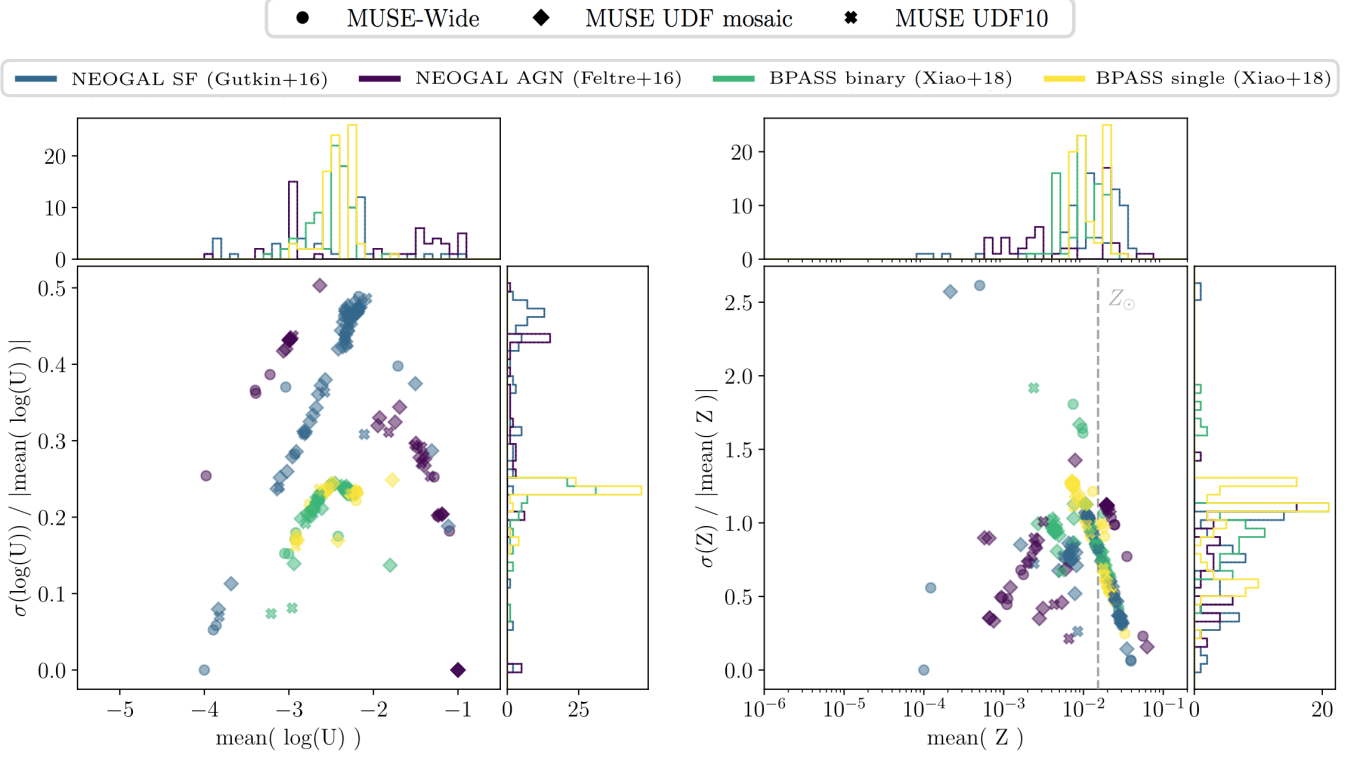 MUSE-Wide MUSE UDF mosaic MUSE UDF10
NEOGAL SF (Gutkin+16) NEOGAL AGN (Feltre+16) BPASS binary (Xiao+18) BPASS single (Xiao+18)
20
10
0
0.5
0.4
0.3
0.2
0.1
0.0
σ(log(U)) / |mean( log(U) )|
−5 −4 −3 −2 −1
0 25
mean( log(U) )
20
10
0
Z⊙
2.5
2.0
1.5
1.0
0.5
0.0
σ(Z) / |mean( Z )|
10⁻⁶ 10⁻⁵ 10⁻⁴ 10⁻³ 10⁻² 10⁻¹
0 20
mean( Z )